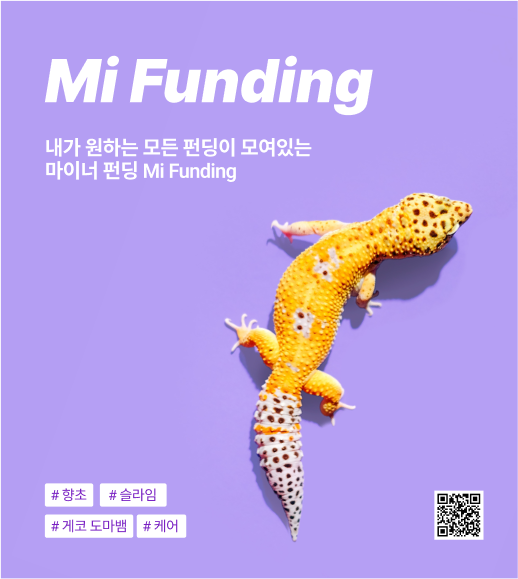 Mi Funding
내가 원하는 모든 펀딩이 모여있는
마이너 펀딩 Mi Funding
# 향초 # 슬라임
# 게코 도마뱀 # 케어